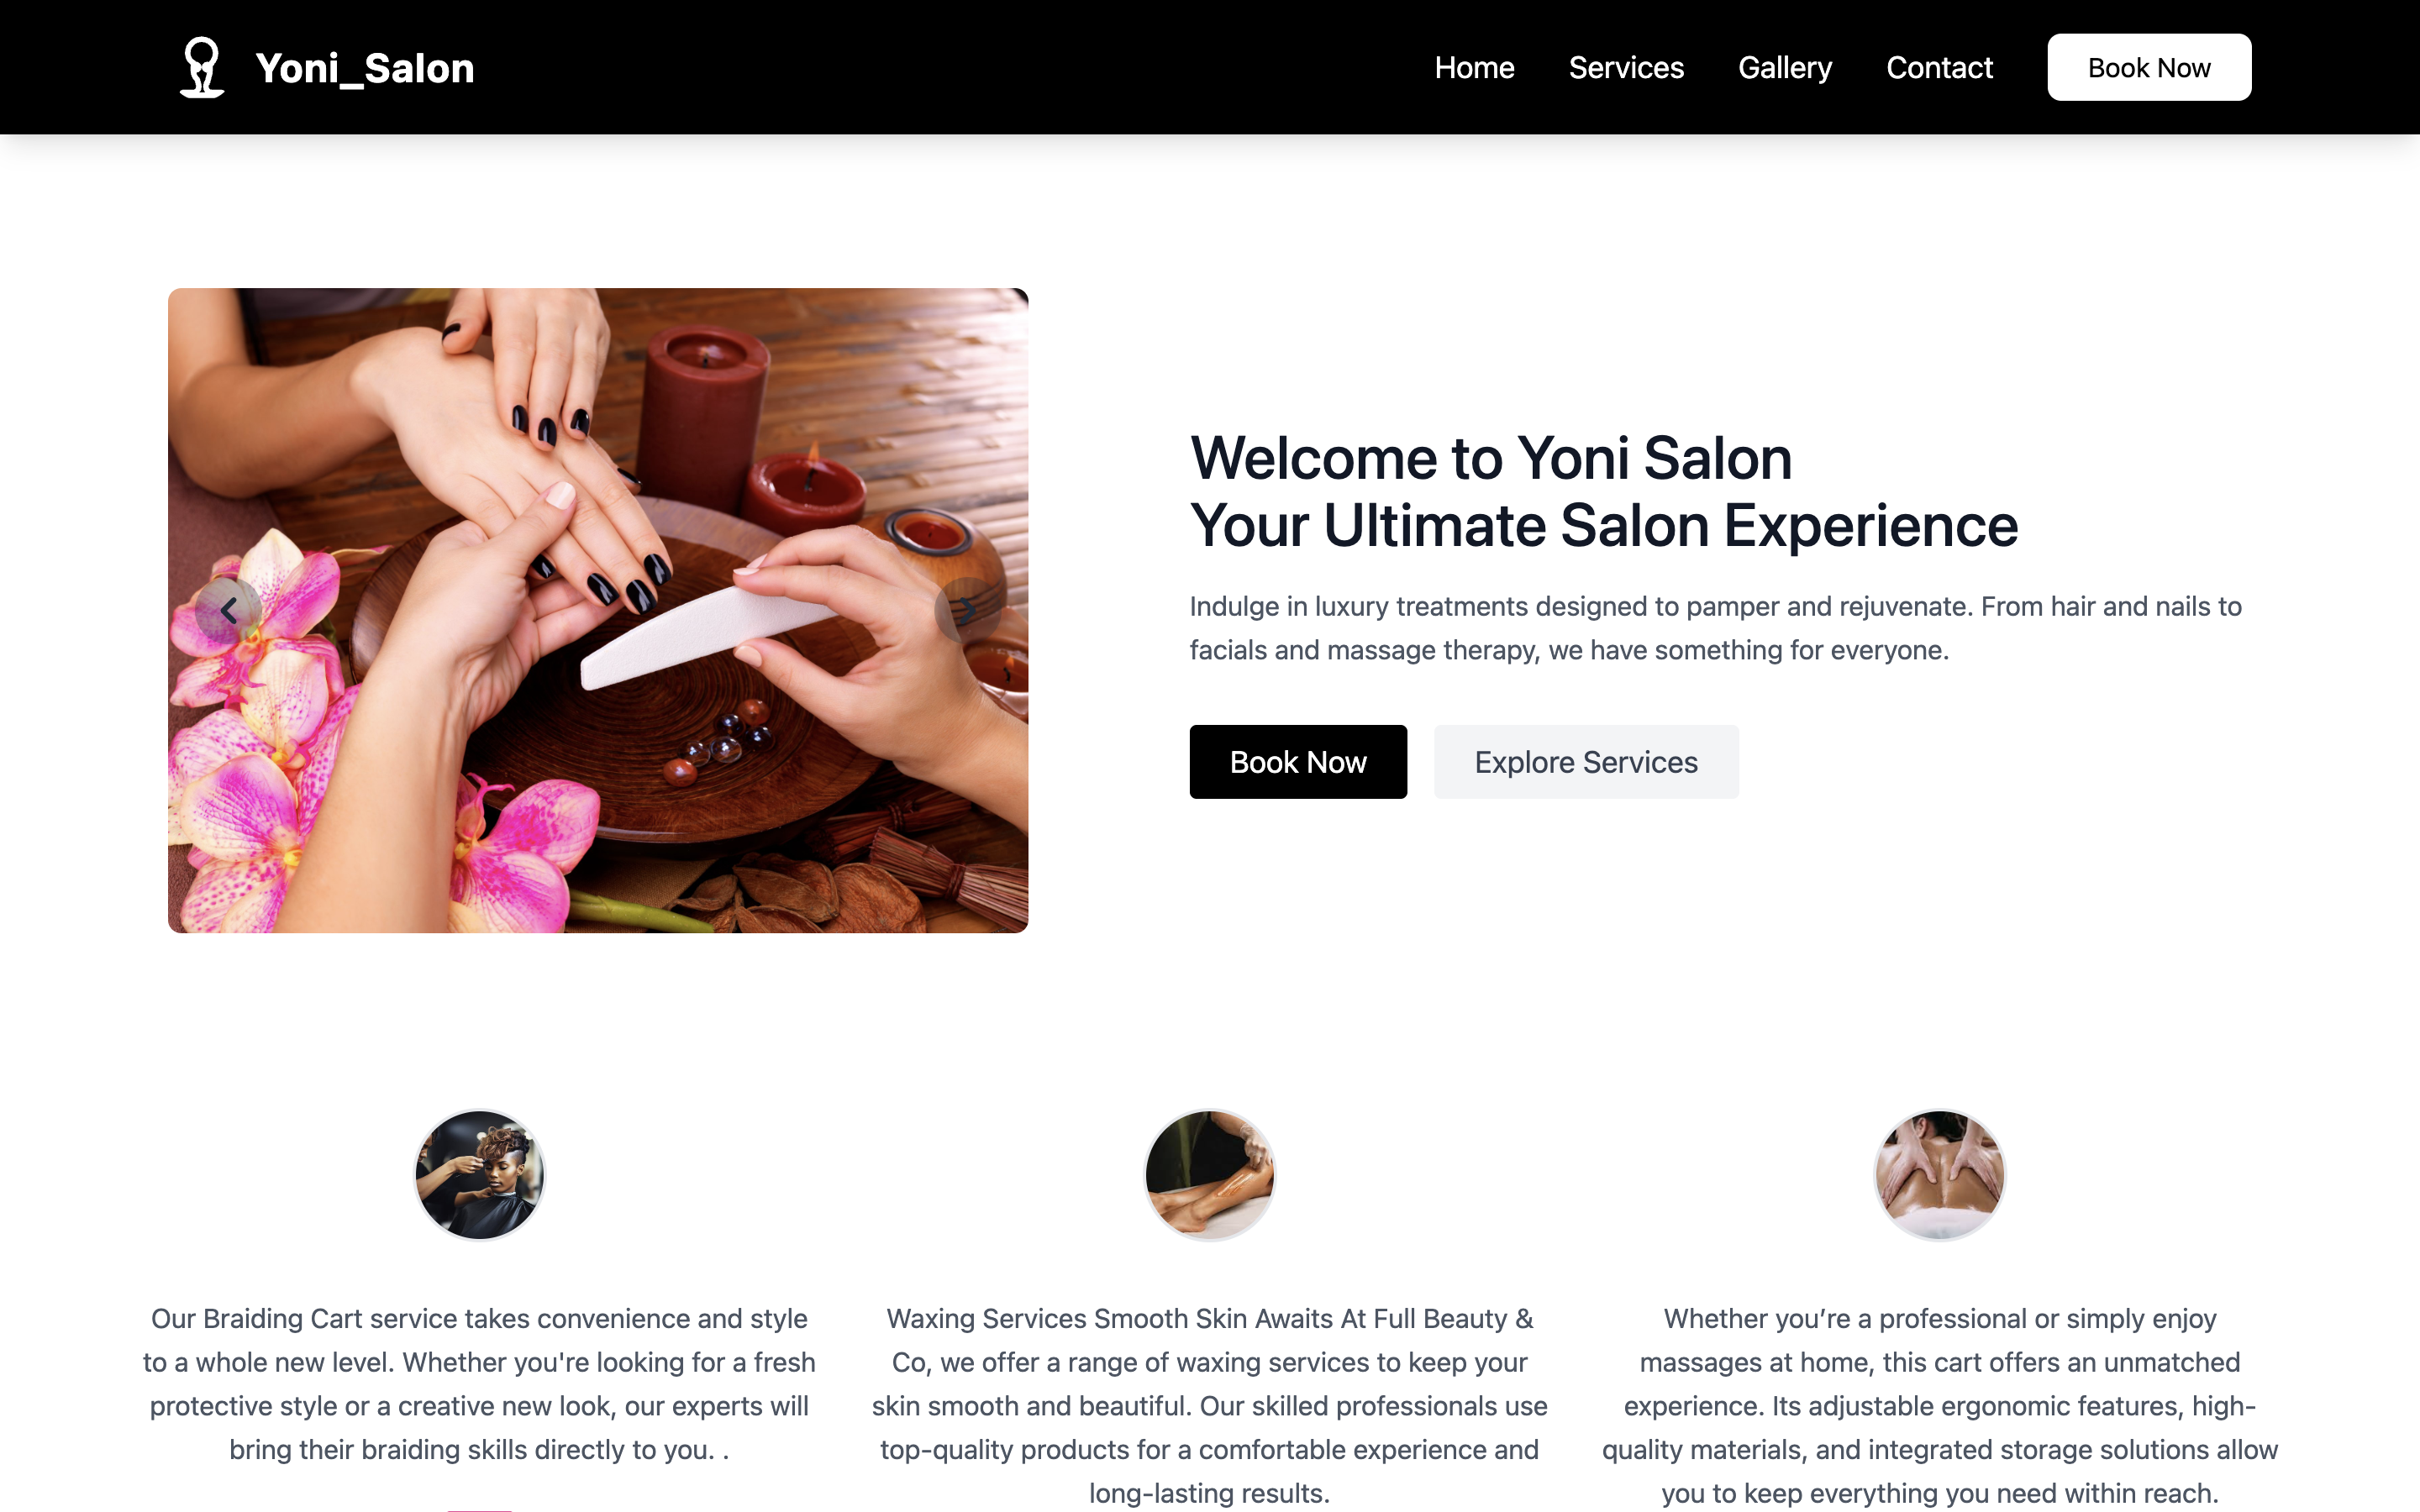 Yoni_Salon
Home
Services
Gallery
Contact
Book Now
Welcome to Yoni Salon
Your Ultimate Salon Experience
Indulge in luxury treatments designed to pamper and rejuvenate. From hair and nails to
facials and massage therapy, we have something for everyone.
Book Now
Explore Services
Our Braiding Cart service takes convenience and style
to a whole new level. Whether you're looking for a fresh
protective style or a creative new look, our experts will
bring their braiding skills directly to you. .
Waxing Services Smooth Skin Awaits At Full Beauty &
Co, we offer a range of waxing services to keep your
skin smooth and beautiful. Our skilled professionals use
top-quality products for a comfortable experience and
long-lasting results.
Whether you’re a professional or simply enjoy
massages at home, this cart offers an unmatched
experience. Its adjustable ergonomic features, high-
quality materials, and integrated storage solutions allow
you to keep everything you need within reach.